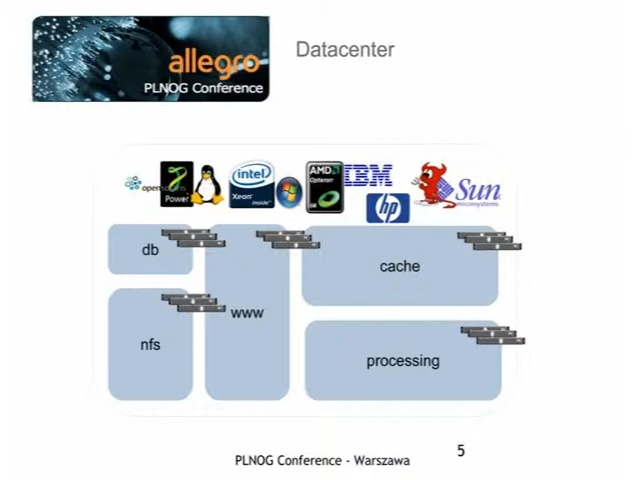 allegro
PLNOG Conference
Datacenter
Power
intel
Xeon
inside
AMD
Opteron
64
IBM
hp
Sun
microsystems
db
www
cache
nfs
processing
5
PLNOG Conference - Warszawa